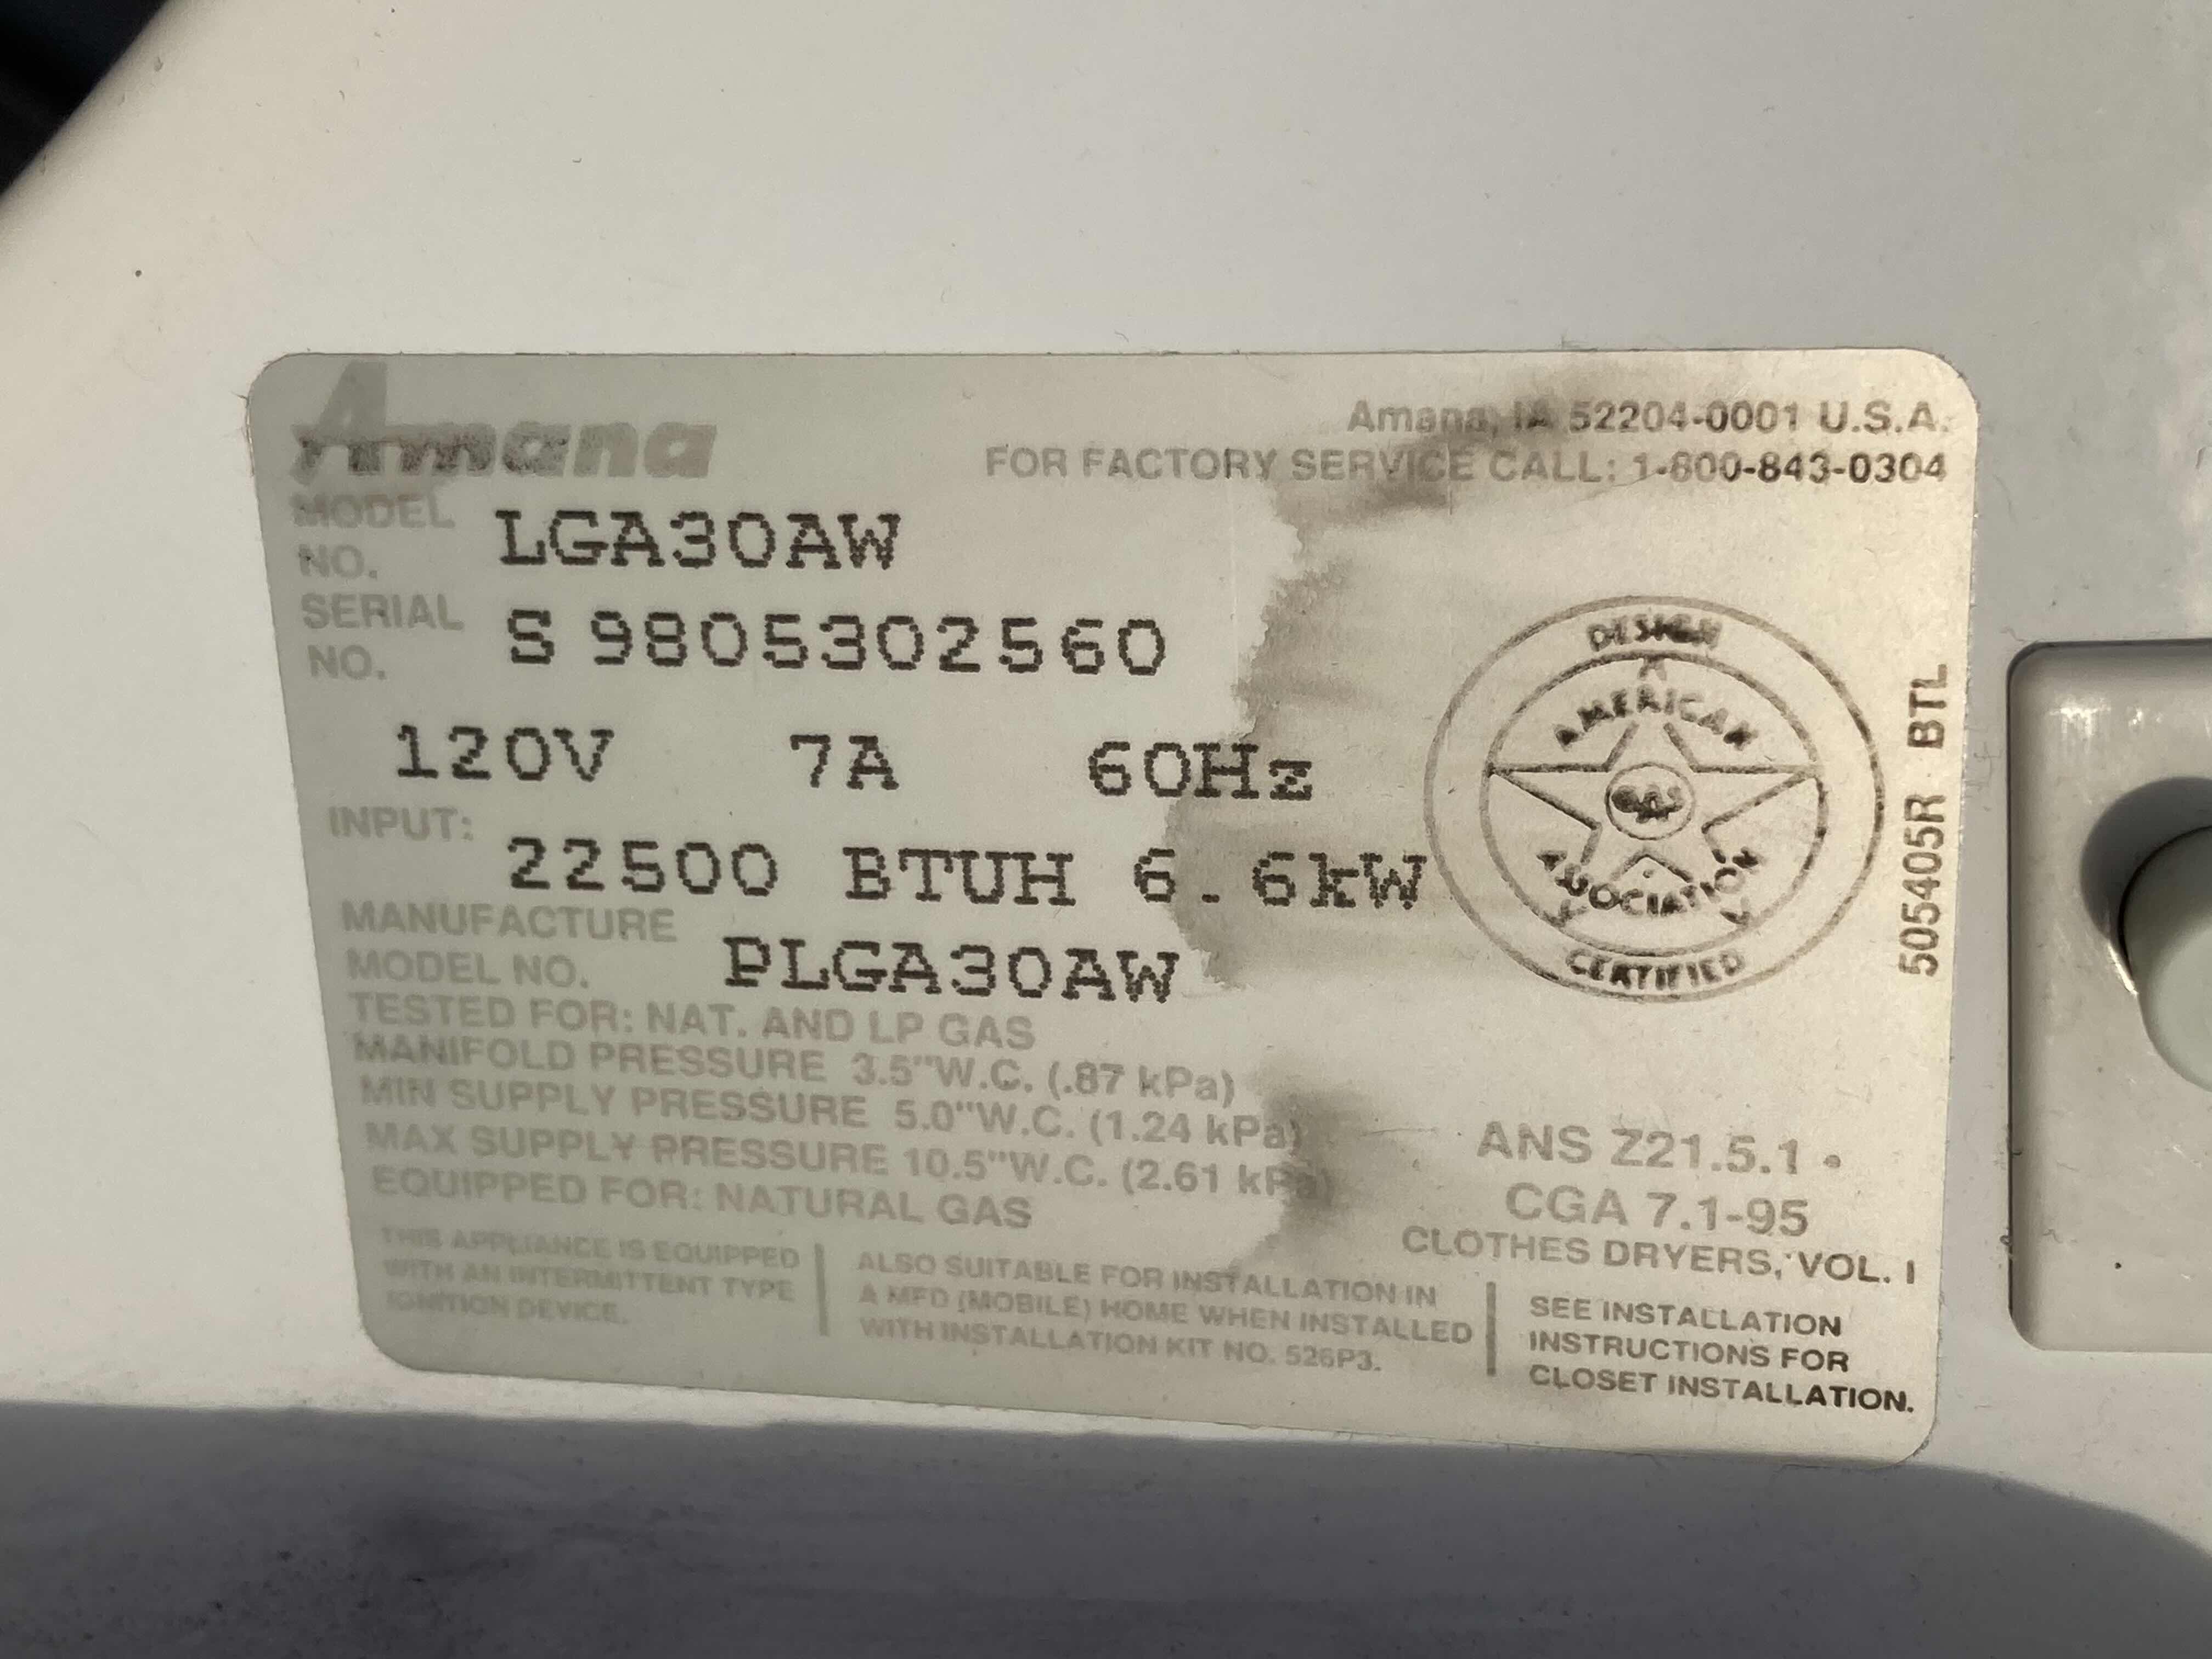 Amana
Amana, IA 52204-0001 U.S.A.
FOR FACTORY SERVICE CALL: 1-800-843-0304
MODEL NO. LGA30AW
SERIAL NO. S 9805302560
120V 7A 60Hz
INPUT: 22500 BTUH 6.6kW
MANUFACTURE MODEL NO. PLGA30AW
TESTED FOR: NAT. AND LP GAS
MANIFOLD PRESSURE 3.5"W.C. (.87 kPa)
MIN SUPPLY PRESSURE 5.0"W.C. (1.24 kPa)
MAX SUPPLY PRESSURE 10.5"W.C. (2.61 kPa)
EQUIPPED FOR: NATURAL GAS
THIS APPLIANCE IS EQUIPPED
WITH AN INTERMITTENT TYPE
IGNITION DEVICE.
ALSO SUITABLE FOR INSTALLATION IN
A MFD (MOBILE) HOME WHEN INSTALLED
WITH INSTALLATION KIT NO. 526P3.
DESIGN
AMERICAN
GAS
ASSOCIATION
CERTIFIED
505405R BTL
ANS Z21.5.1 •
CGA 7.1-95
CLOTHES DRYERS, VOL. I
SEE INSTALLATION
INSTRUCTIONS FOR
CLOSET INSTALLATION.